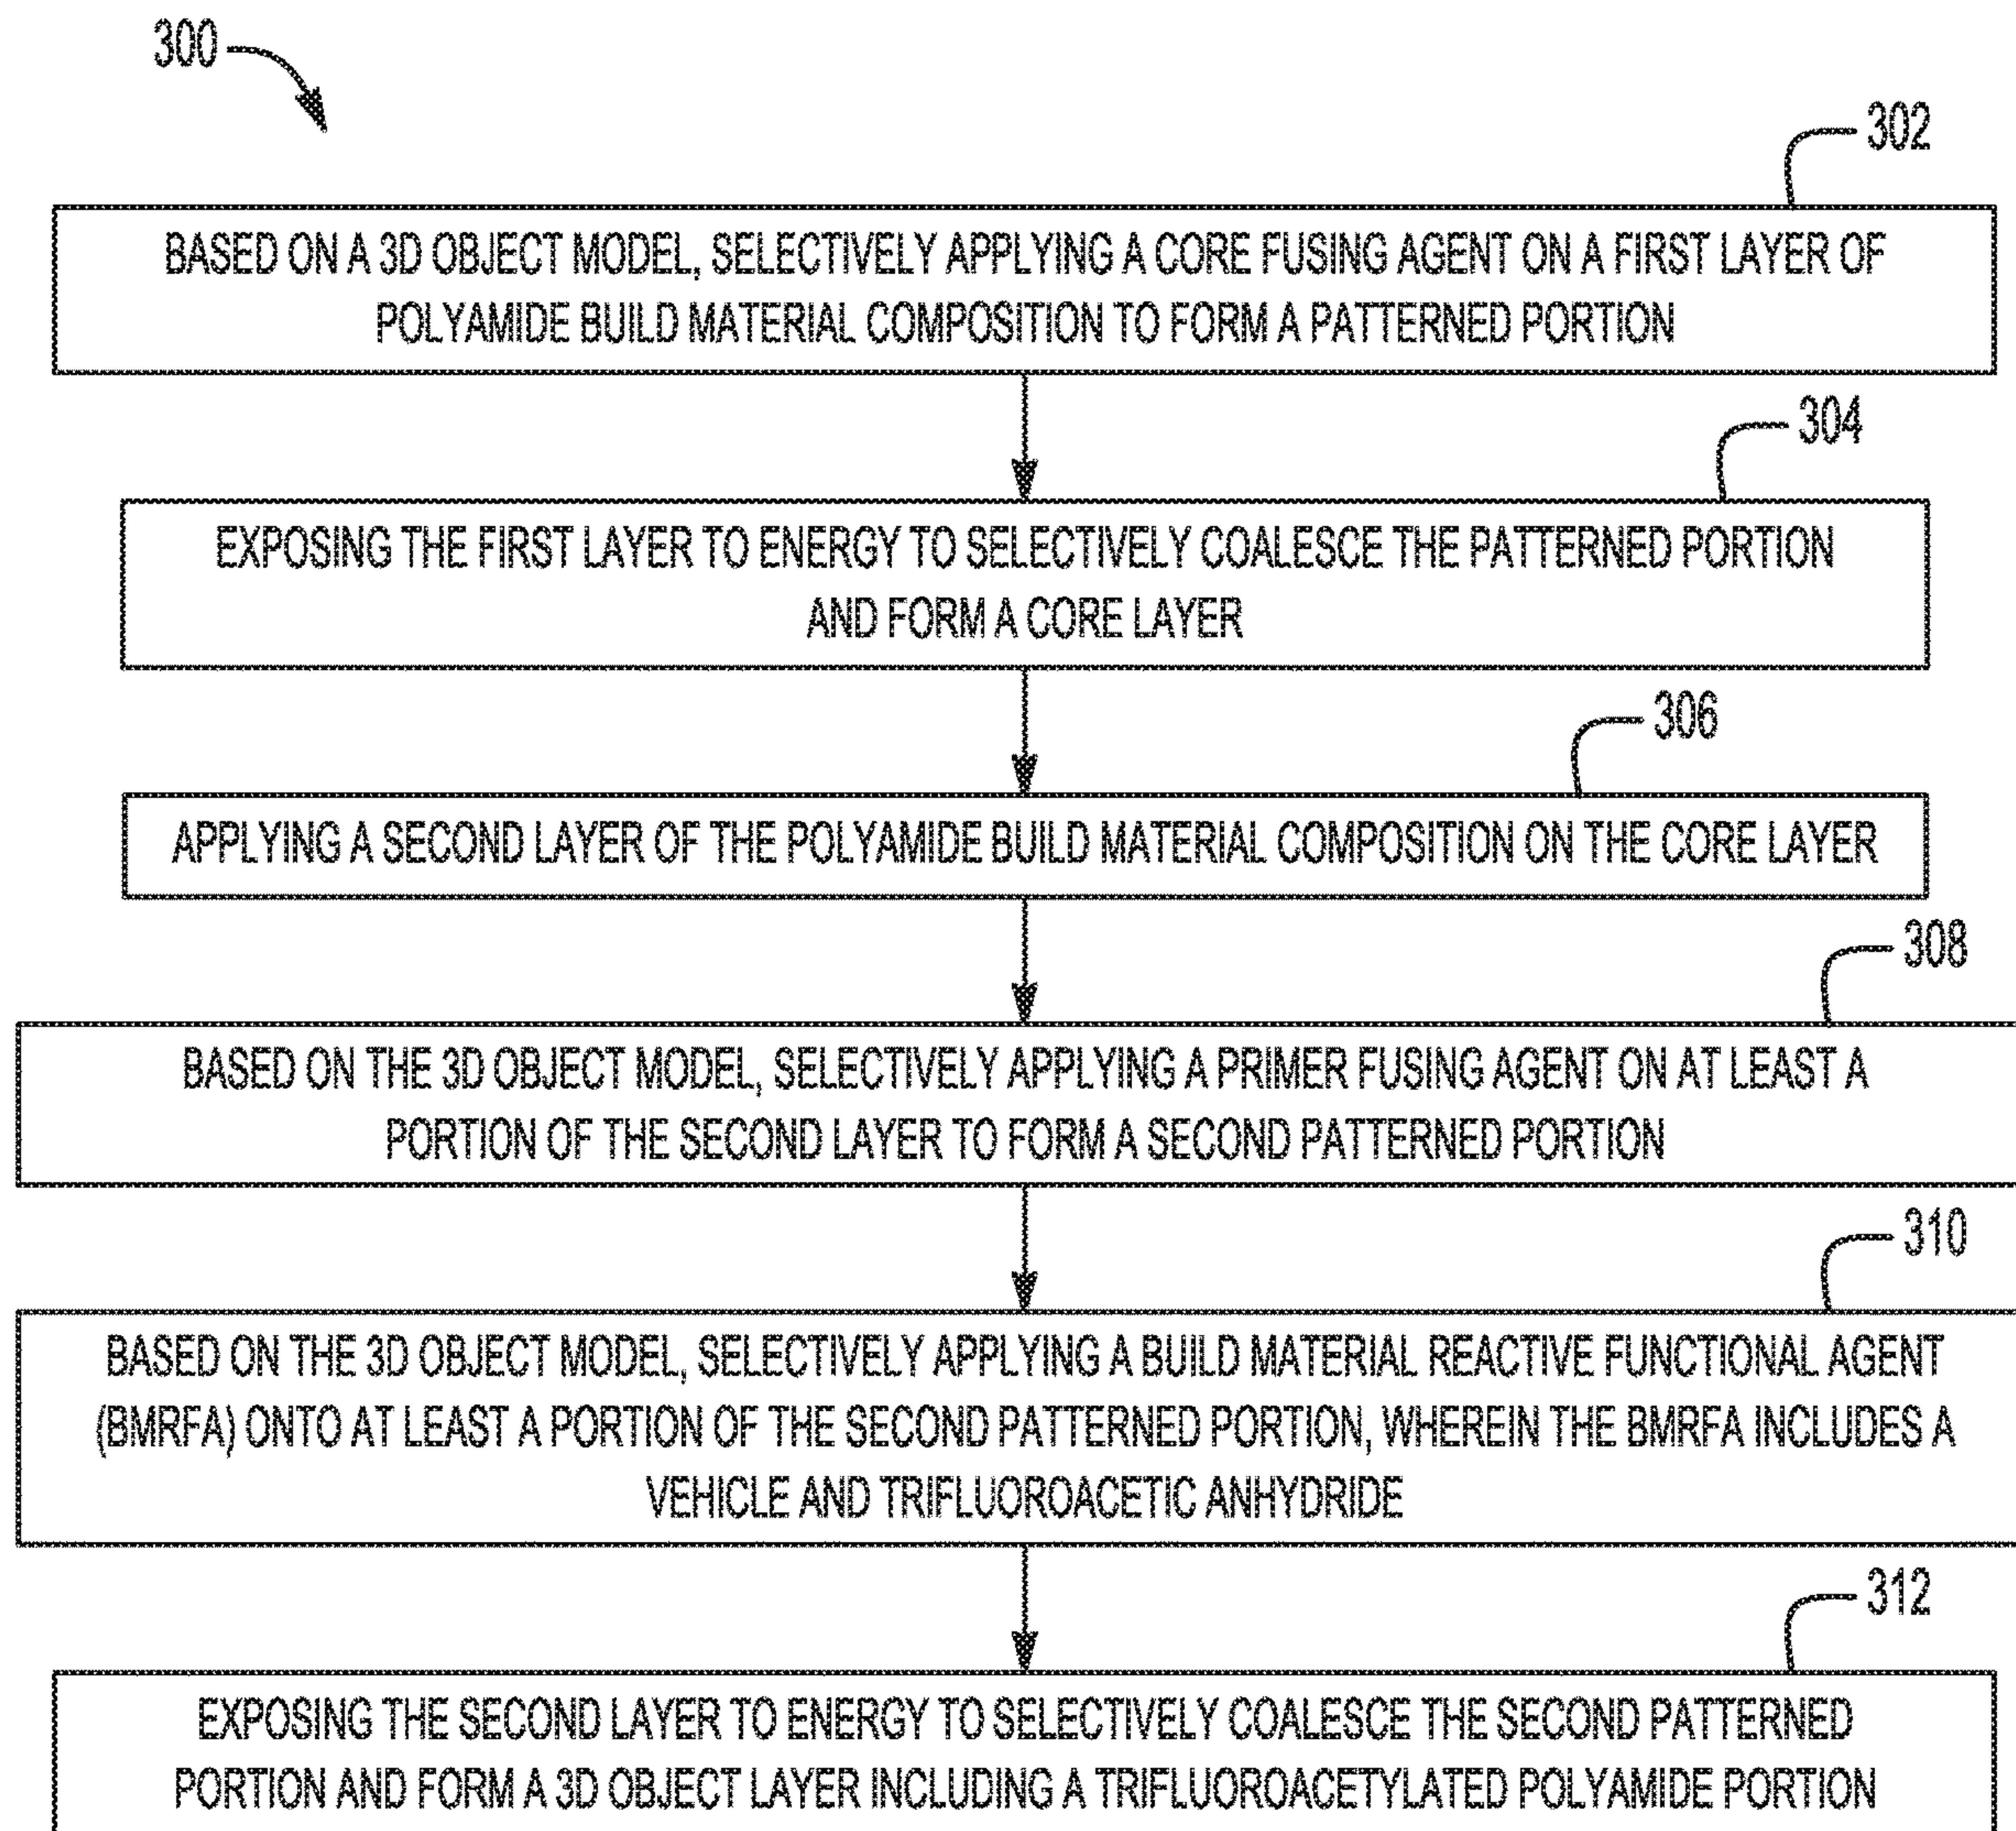 300
302
BASED ON A 3D OBJECT MODEL, SELECTIVELY APPLYING A CORE FUSING AGENT ON A FIRST LAYER OF
POLYAMIDE BUILD MATERIAL COMPOSITION TO FORM A PATTERNED PORTION
304
EXPOSING THE FIRST LAYER TO ENERGY TO SELECTIVELY COALESCE THE PATTERNED PORTION
AND FORM A CORE LAYER
306
APPLYING A SECOND LAYER OF THE POLYAMIDE BUILD MATERIAL COMPOSITION ON THE CORE LAYER
308
BASED ON THE 3D OBJECT MODEL, SELECTIVELY APPLYING A PRIMER FUSING AGENT ON AT LEAST A
PORTION OF THE SECOND LAYER TO FORM A SECOND PATTERNED PORTION
310
BASED ON THE 3D OBJECT MODEL, SELECTIVELY APPLYING A BUILD MATERIAL REACTIVE FUNCTIONAL AGENT
(BMRFA) ONTO AT LEAST A PORTION OF THE SECOND PATTERNED PORTION, WHEREIN THE BMRFA INCLUDES A
VEHICLE AND TRIFLUOROACETIC ANHYDRIDE
312
EXPOSING THE SECOND LAYER TO ENERGY TO SELECTIVELY COALESCE THE SECOND PATTERNED
PORTION AND FORM A 3D OBJECT LAYER INCLUDING A TRIFLUOROACETYLATED POLYAMIDE PORTION